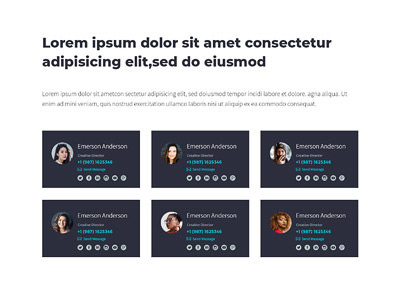 Lorem ipsum dolor sit amet consectetur
adipisicing elit,sed do eiusmod
Lorem ipsum dolor sit ametcon sectetur adipisicing elit, sed doiusmod tempor incidi labore et dolore. agna aliqua. Ut
enim ad mini veniam, quis nostrud exercitation ullamco laboris nisi ut aliquip ex ea commodo consequat.
Emerson Anderson
Creative Director
+1 (987) 1625346
Send Message
Emerson Anderson
Creative Director
+1 (987) 1625346
Send Message
Emerson Anderson
Creative Director
+1 (987) 1625346
Send Message
Emerson Anderson
Creative Director
+1 (987) 1625346
Send Message
Emerson Anderson
Creative Director
+1 (987) 1625346
Send Message
Emerson Anderson
Creative Director
+1 (987) 1625346
Send Message